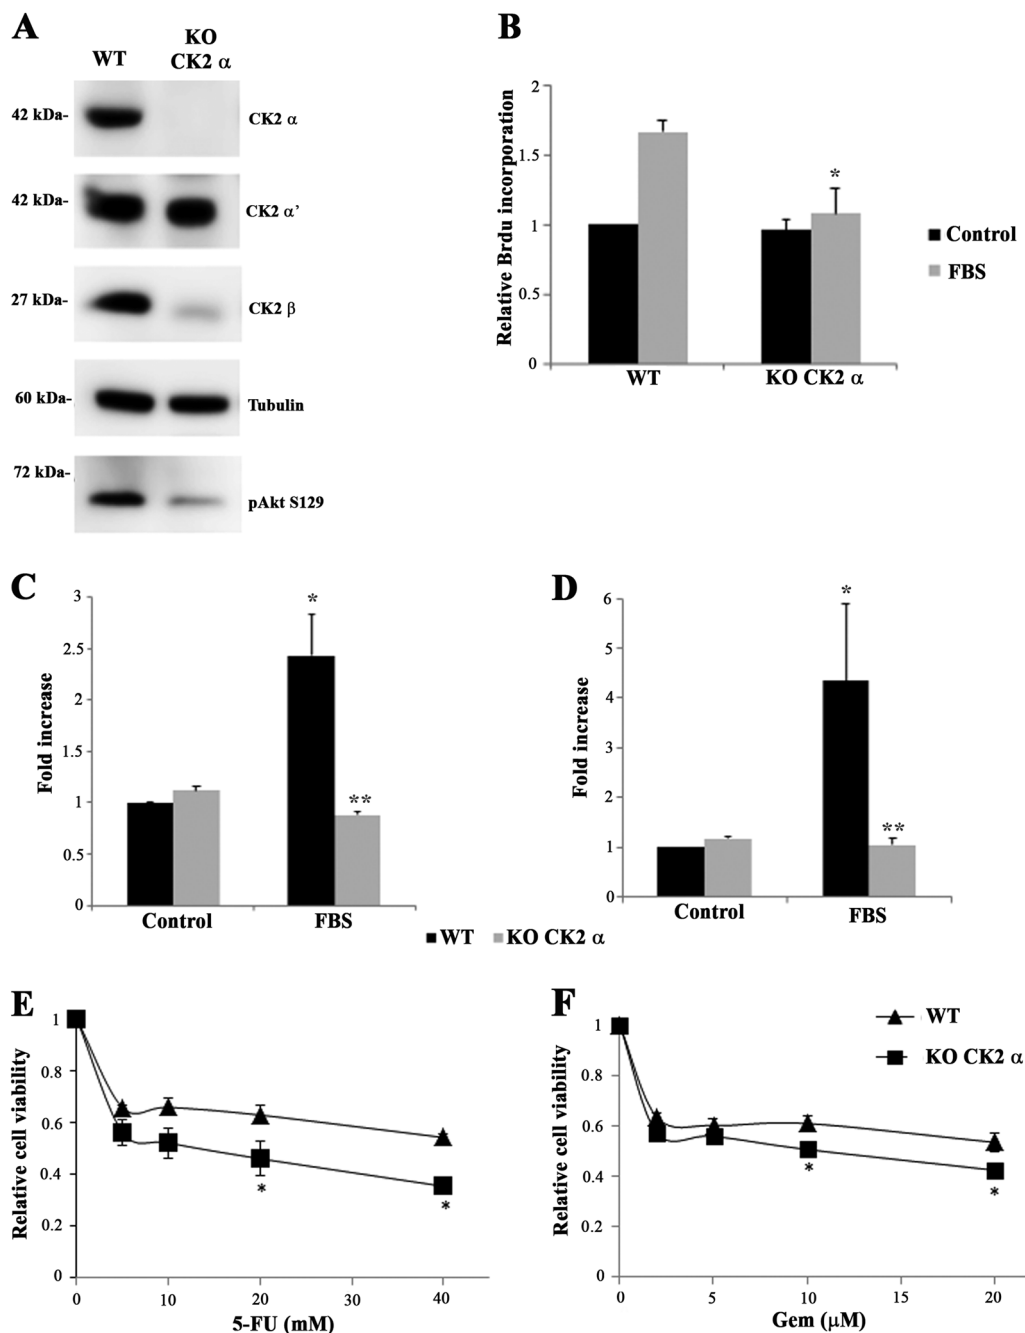 A
WT
KO
CK2 α
42 kDa-
CK2 α
42 kDa-
CK2 α’
27 kDa-
CK2 β
60 kDa-
Tubulin
72 kDa-
pAkt S129
B
Relative Brdu incorporation
2
1.5
1
0.5
0
*
WT
KO CK2 α
Control
FBS
C
Fold increase
3
2.5
2
1.5
1
0.5
0
*
**
Control
FBS
D
Fold increase
6
5
4
3
2
1
0
*
**
Control
FBS
WT
KO CK2 α
E
Relative cell viability
1
0.8
0.6
0.4
0.2
0
*
*
0
10
20
30
40
5-FU (mM)
F
Relative cell viability
1
0.8
0.6
0.4
0.2
0
*
*
0
5
10
15
20
Gem (μM)
WT
KO CK2 α